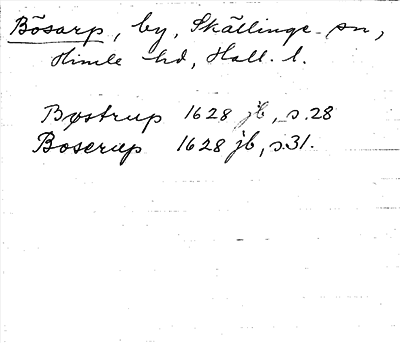 Bösarp, by, Skällinge sn,
Himle hd, Hall. l.
Bøstrup 1628 jb, s.28
Boserup 1628 jb, s.31.